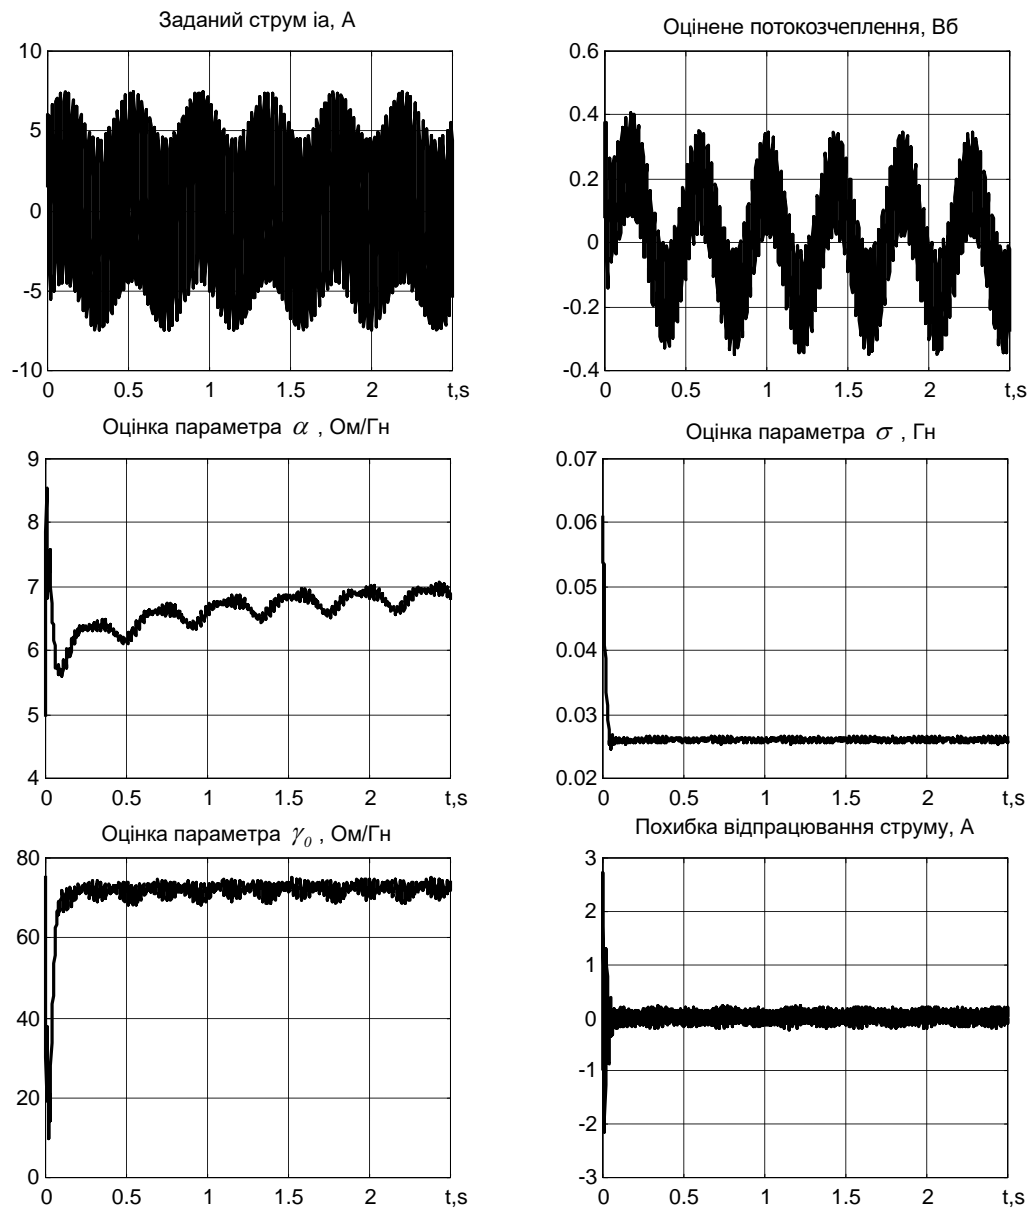 Заданий струм ia, А
10
5
0
-5
-10
0 0.5 1 1.5 2 t,s
Оцінене потокозчеплення, Вб
0.6
0.4
0.2
0
-0.2
-0.4
0 0.5 1 1.5 2 t,s
Оцінка параметра α , Ом/Гн
9
8
7
6
5
4
0 0.5 1 1.5 2 t,s
Оцінка параметра σ , Гн
0.07
0.06
0.05
0.04
0.03
0.02
0 0.5 1 1.5 2 t,s
Оцінка параметра γ₀ , Ом/Гн
80
60
40
20
0
0 0.5 1 1.5 2 t,s
Похибка відпрацювання струму, А
3
2
1
0
-1
-2
-3
0 0.5 1 1.5 2 t,s